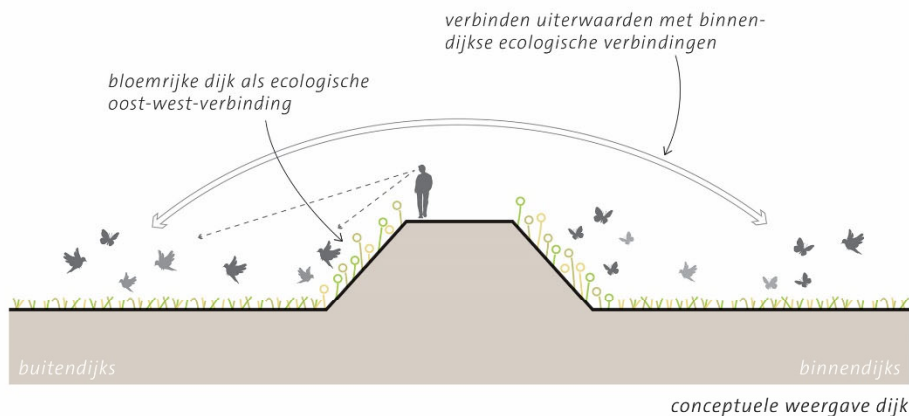 verbinden uiterwaarden met binnen-
dijkse ecologische verbindingen
bloemrijke dijk als ecologische
oost-west-verbinding
buitendijks
binnendijks
conceptuele weergave dijk